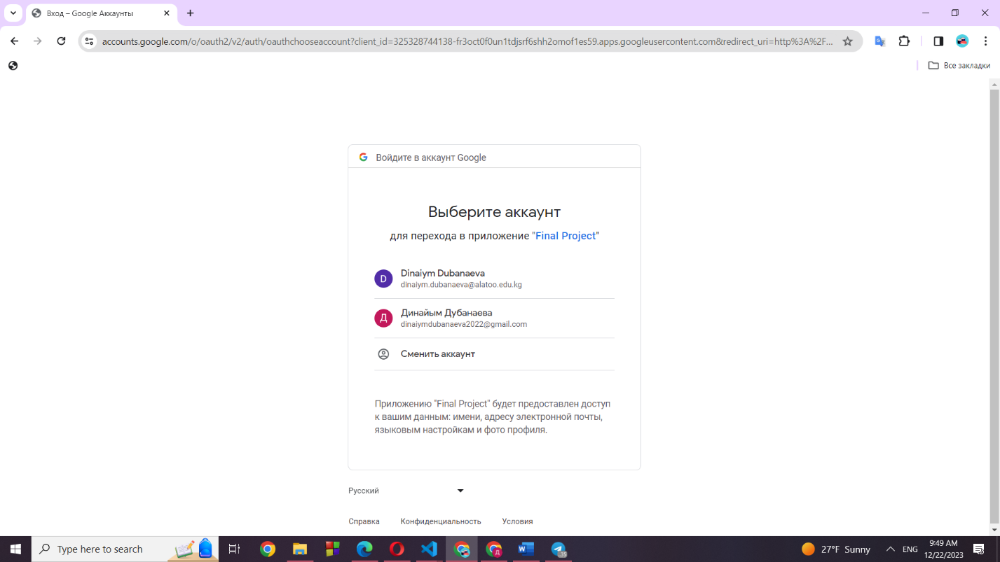 Вход – Google Аккаунты
accounts.google.com/o/oauth2/v2/auth/oauthchooseaccount?client_id=325328744138-fr3oct0f0un1tdjsrf6shh2omof1es59.apps.googleusercontent.com&redirect_uri=http%3A%2F...
Все закладки
Войдите в аккаунт Google
Выберите аккаунт
для перехода в приложение "Final Project"
D
Dinaiym Dubanaeva
dinaiym.dubanaeva@alatoo.edu.kg
Д
Динайым Дубанаева
dinaiymdubanaeva2022@gmail.com
Сменить аккаунт
Приложению "Final Project" будет предоставлен доступ
к вашим данным: имени, адресу электронной почты,
языковым настройкам и фото профиля.
Русский
Справка Конфиденциальность Условия
Type here to search
27°F Sunny
ENG
9:49 AM
12/22/2023